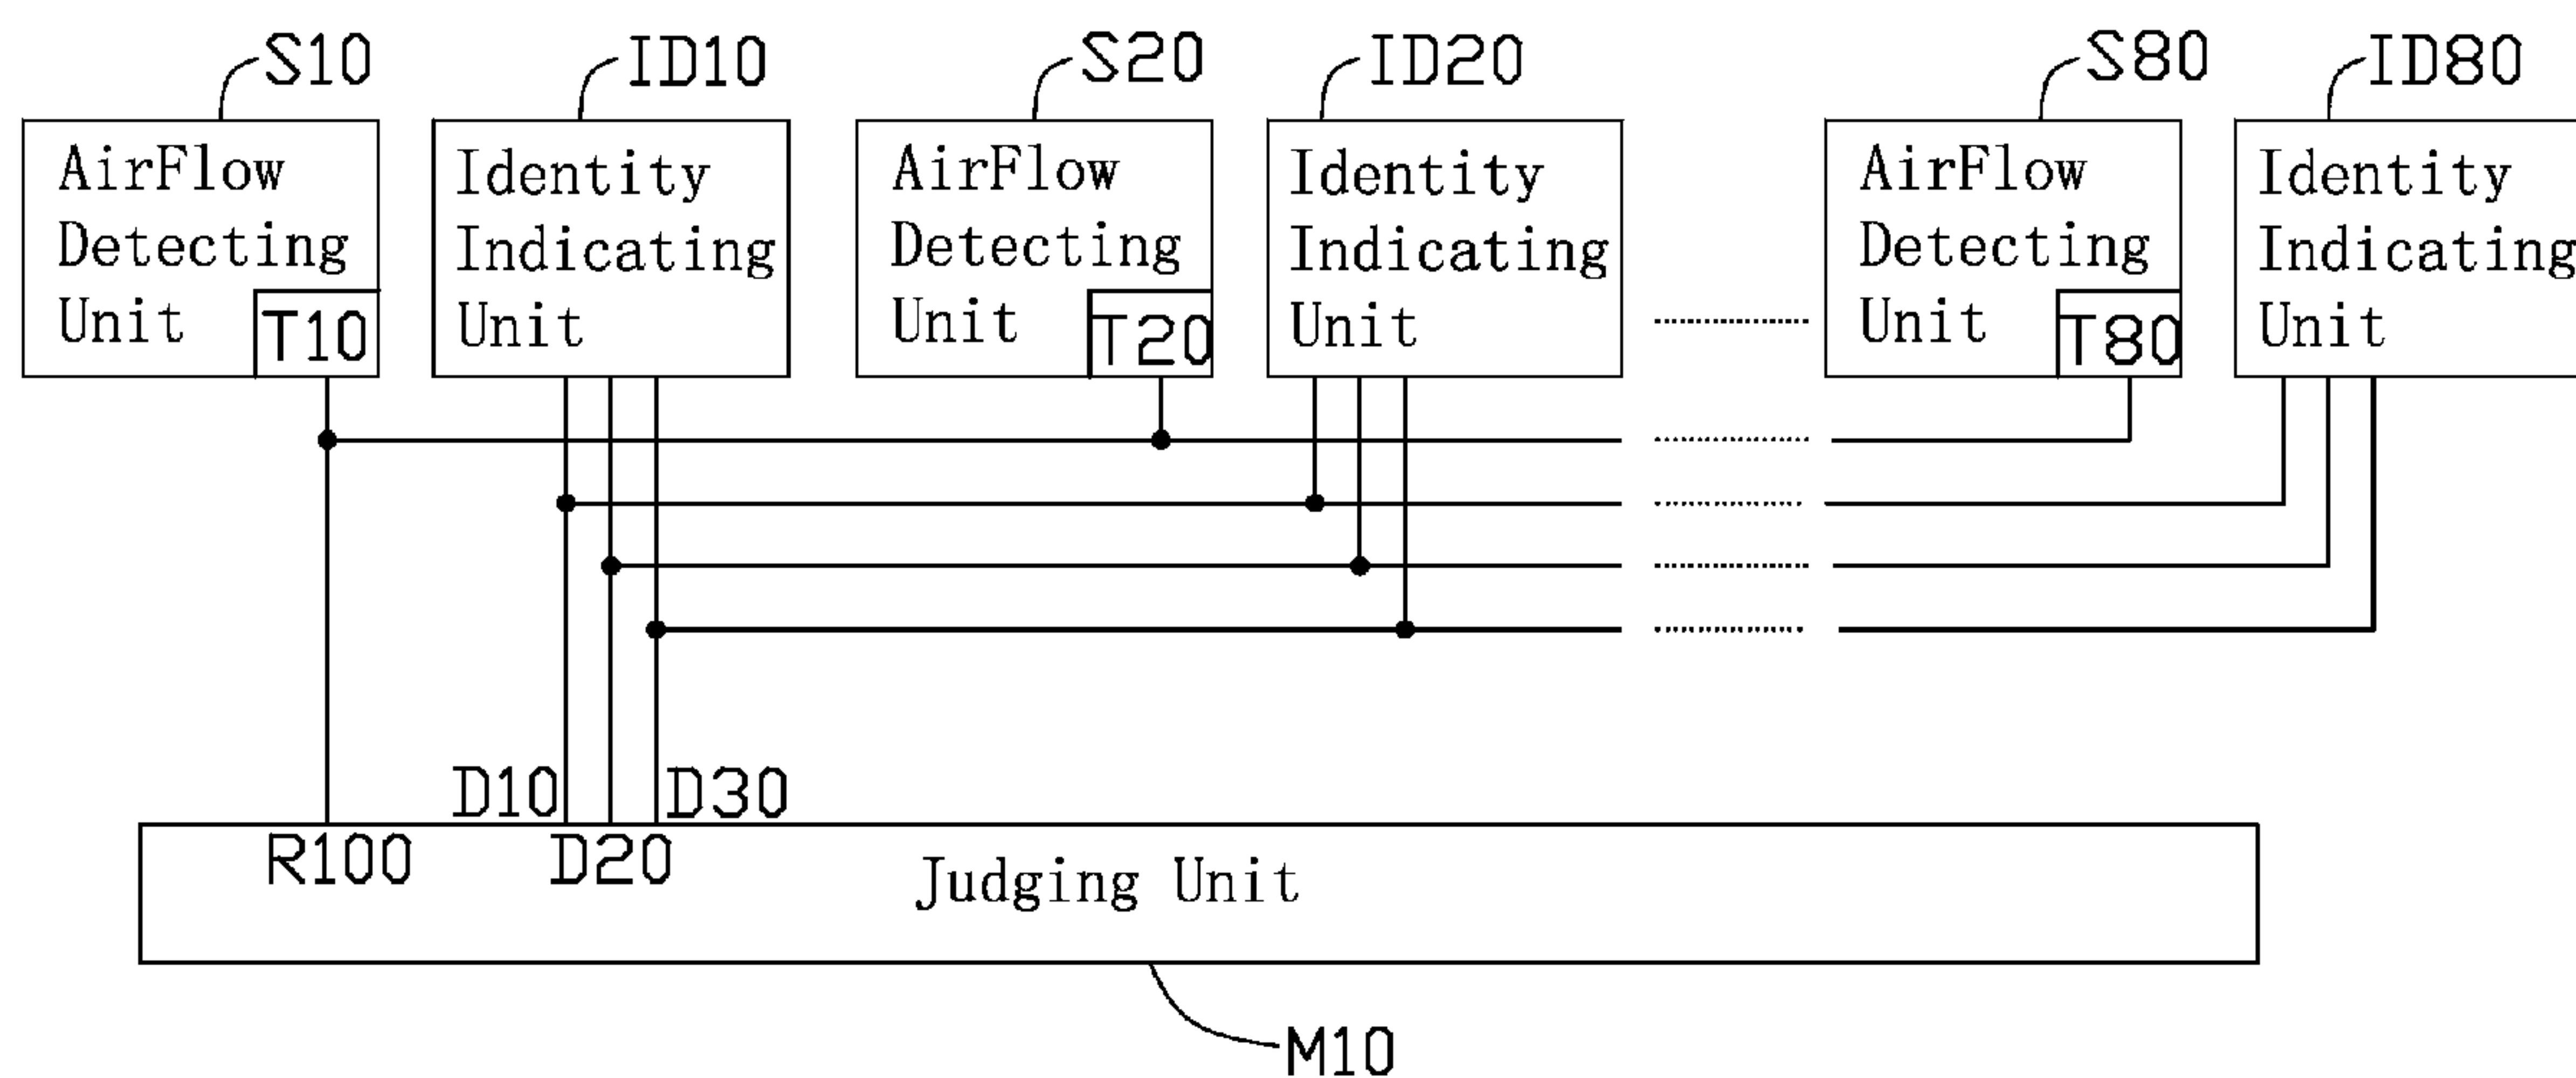 S10
ID10
S20
ID20
S80
ID80
AirFlow
Detecting
Unit
T10
Identity
Indicating
Unit
AirFlow
Detecting
Unit
T20
Identity
Indicating
Unit
AirFlow
Detecting
Unit
T80
Identity
Indicating
Unit
D10
D30
R100
D20
Judging Unit
M10